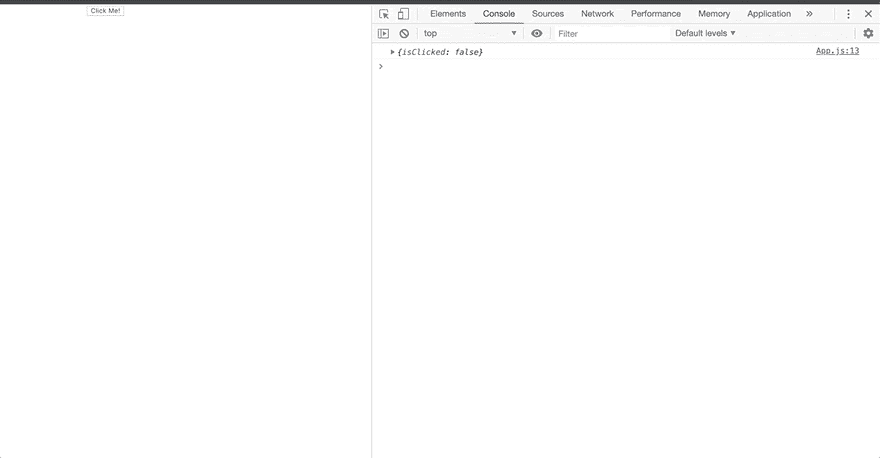 Click Me!
Elements Console Sources Network Performance Memory Application »
top ▼ Filter Default levels ▼
▶ {isClicked: false} App.js:13
>